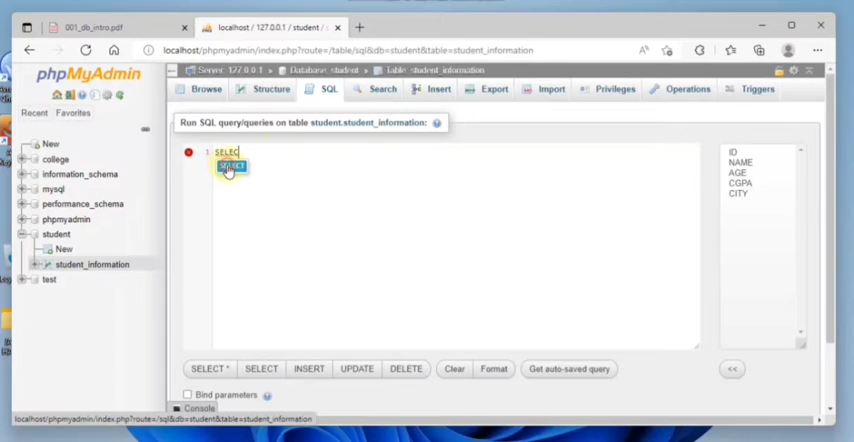 001_db_intro.pdf
localhost / 127.0.0.1 / student /
localhost/phpmyadmin/index.php?route=/table/sql&db=student&table=student_information
phpMyAdmin
Recent Favorites
New
college
information_schema
mysql
performance_schema
phpmyadmin
student
New
student_information
test
Server: 127.0.0.1 » Database: student » Table: student_information
Browse Structure SQL Search Insert Export Import Privileges Operations Triggers
Run SQL query/queries on table student.student_information:
1 SELEC
SELECT
ID
NAME
AGE
CGPA
CITY
SELECT * SELECT INSERT UPDATE DELETE Clear Format Get auto-saved query <<
Bind parameters
Console
localhost/phpmyadmin/index.php?route=/sql&db=student&table=student_information